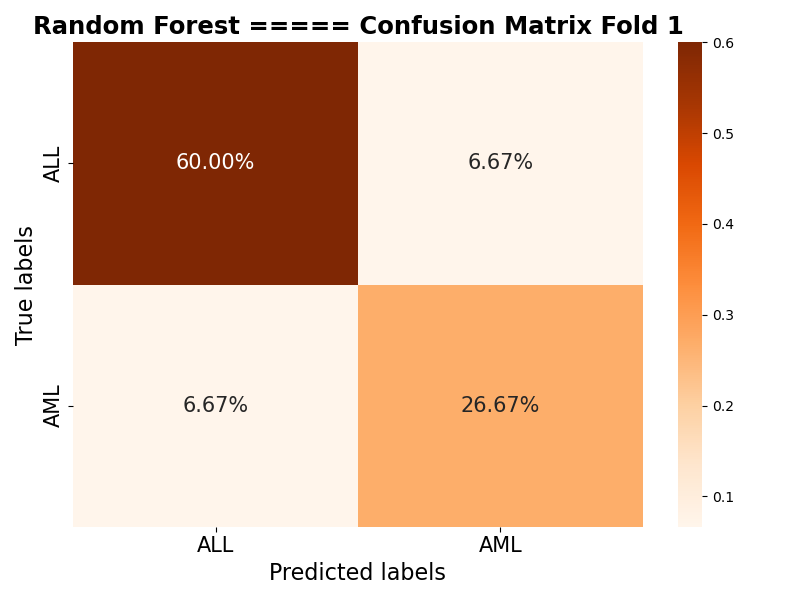 Random Forest ===== Confusion Matrix Fold 1
True labels
ALL
AML
60.00%
6.67%
6.67%
26.67%
ALL
AML
Predicted labels
0.6
0.5
0.4
0.3
0.2
0.1